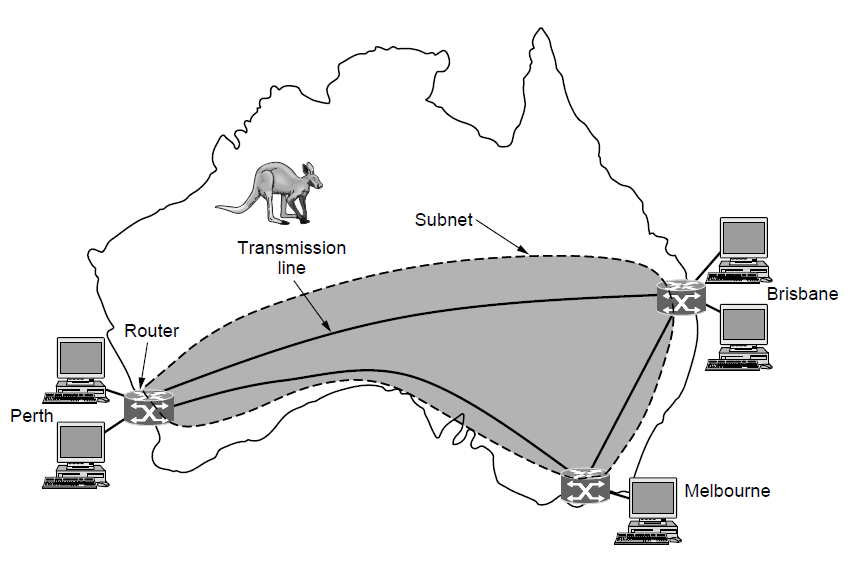 Subnet
Transmission
line
Brisbane
Router
Perth
Melbourne